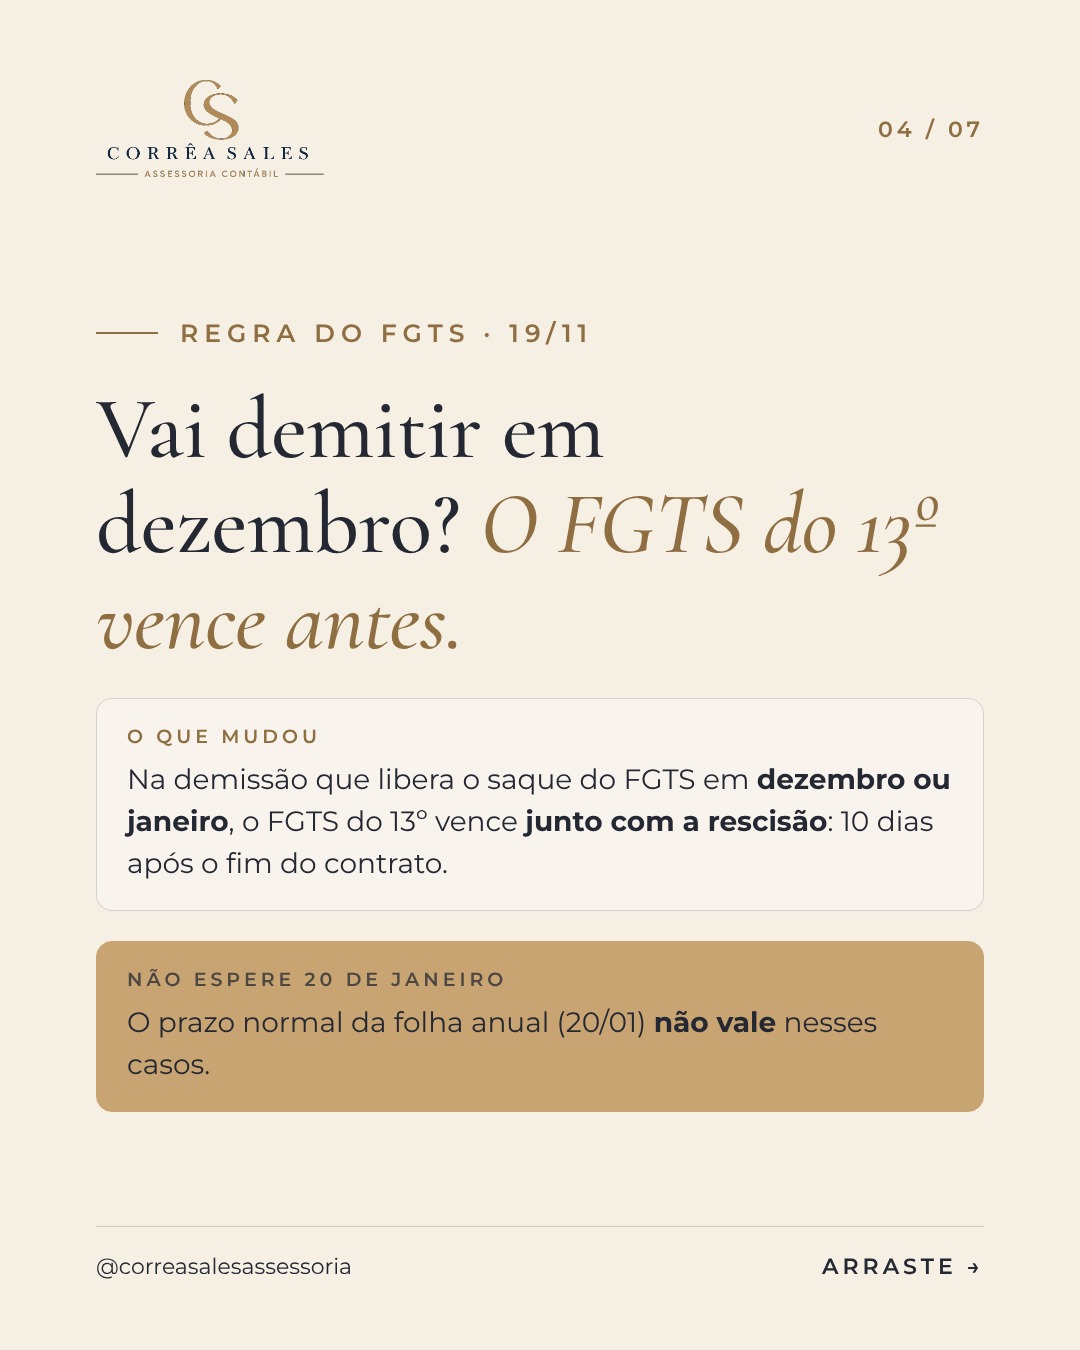 CS
CORRÊA SALES
ASSESSORIA CONTÁBIL
04 / 07
REGRA DO FGTS · 19/11
Vai demitir em
dezembro? O FGTS do 13º
vence antes.
O QUE MUDOU
Na demissão que libera o saque do FGTS em dezembro ou
janeiro, o FGTS do 13º vence junto com a rescisão: 10 dias
após o fim do contrato.
NÃO ESPERE 20 DE JANEIRO
O prazo normal da folha anual (20/01) não vale nesses
casos.
@correasalesassessoria
ARRASTE →